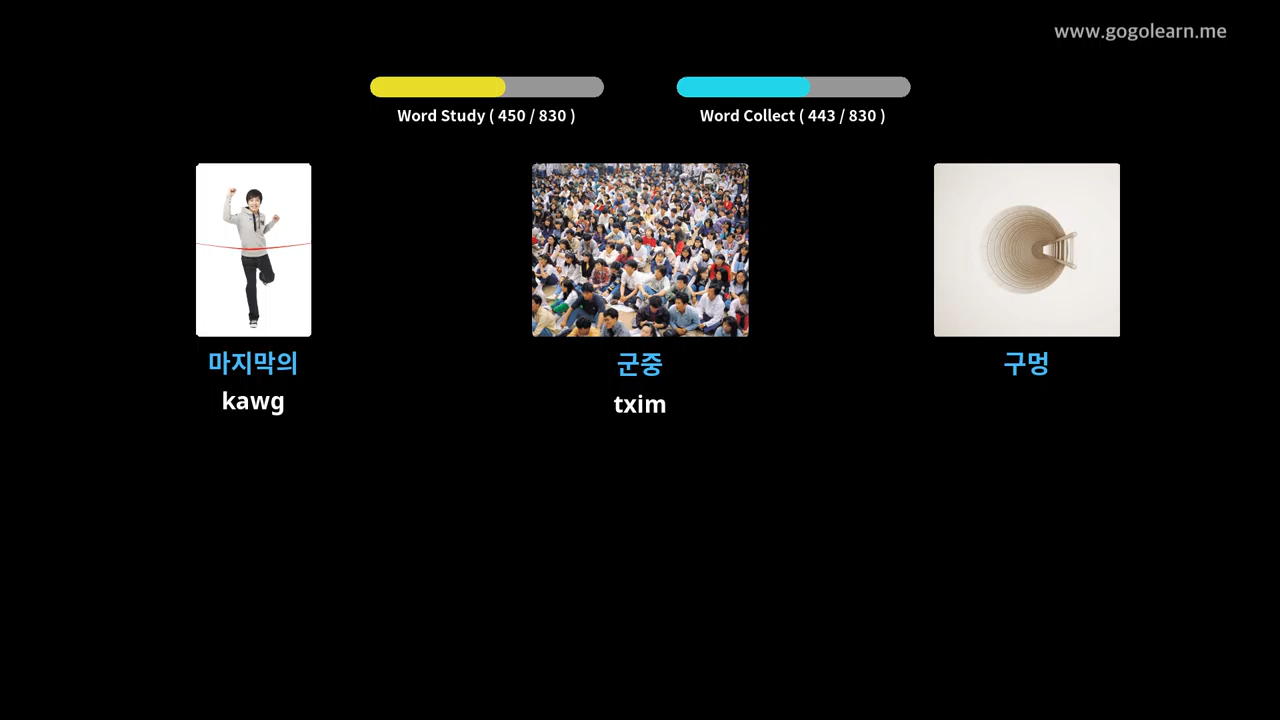 www.gogolearn.me
Word Study ( 450 / 830 )
Word Collect ( 443 / 830 )
마지막의
kawg
군중
txim
구멍